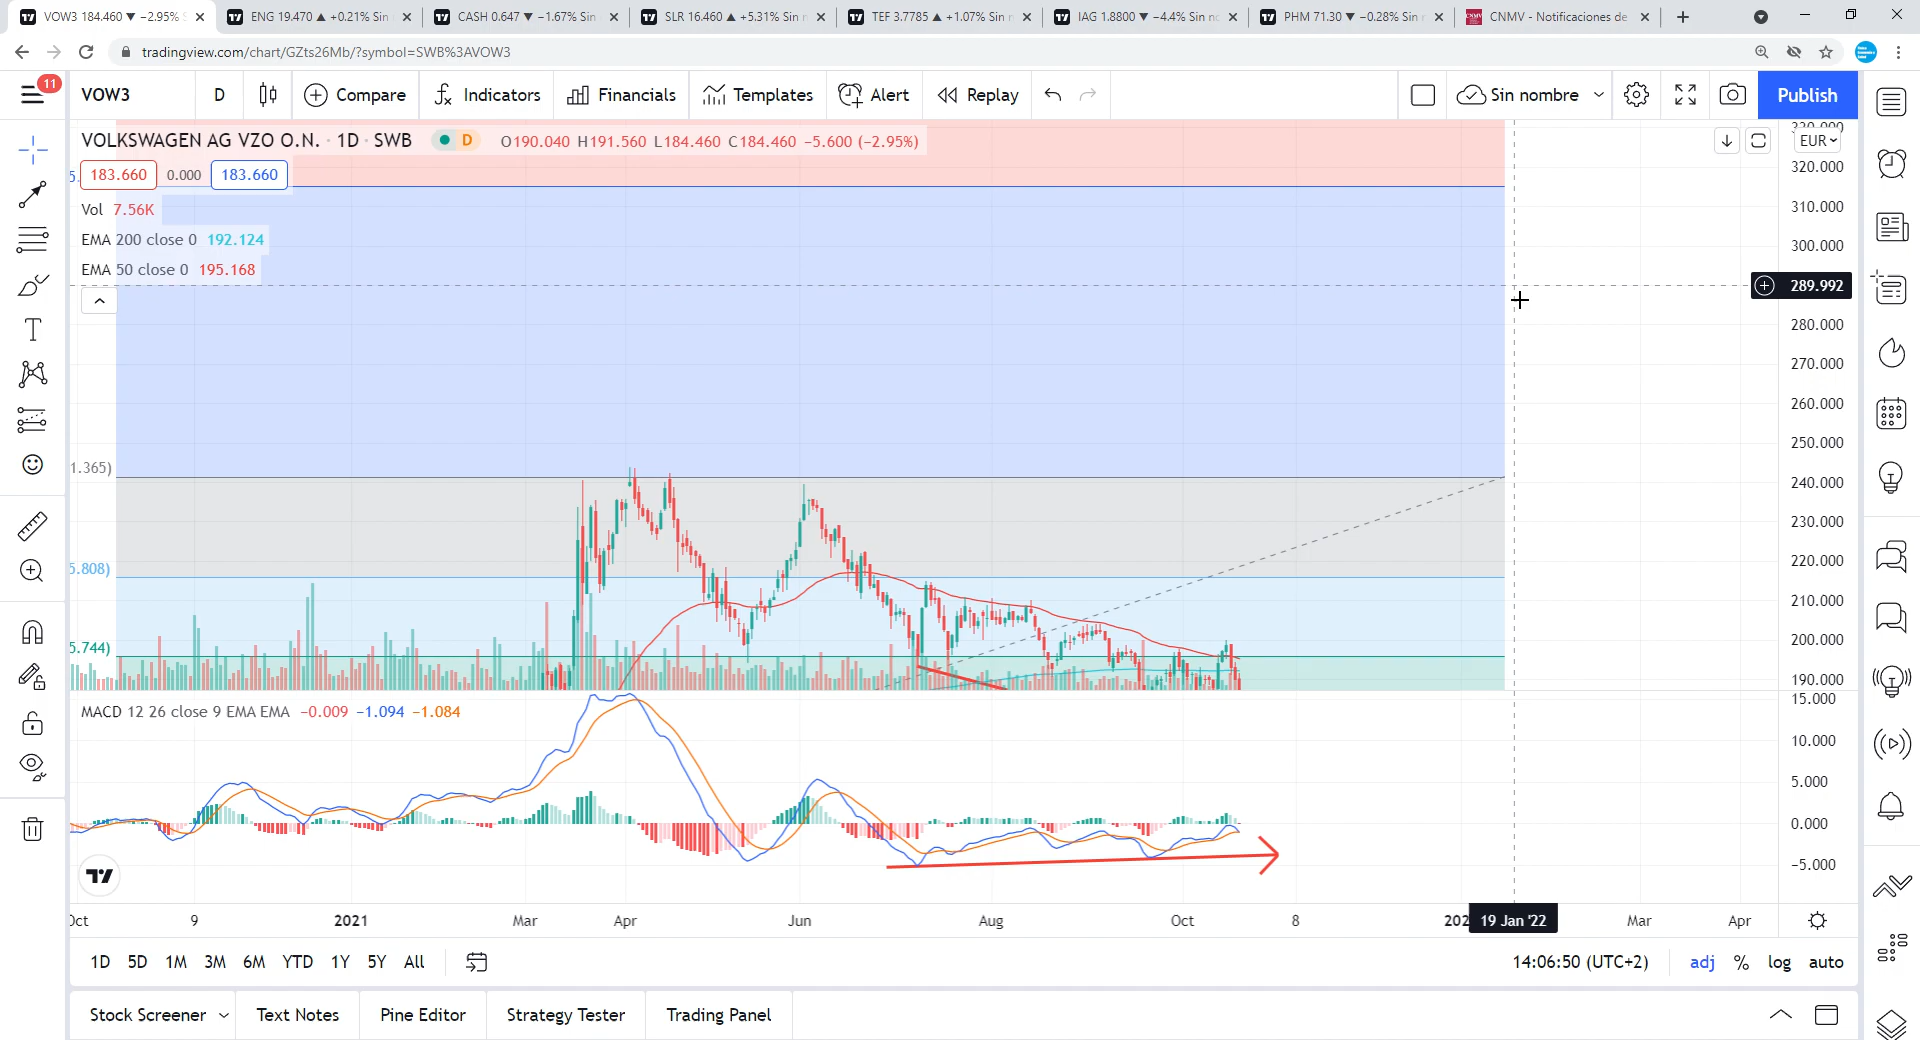 VOW3 184.460 ▼ −2.95% S
ENG 19.470 ▲ +0.21% Sin
CASH 0.647 ▼ −1.67% Sin
SLR 16.460 ▲ +5.31% Sin n
TEF 3.7785 ▲ +1.07% Sin n
IAG 1.8800 ▼ −4.4% Sin no
PHM 71.30 ▼ −0.28% Sin n
CNMV - Notificaciones de
tradingview.com/chart/GZts26Mb/?symbol=SWB%3AVOW3
11
VOW3
D
Compare
Indicators
Financials
Templates
Alert
Replay
Sin nombre
Publish
VOLKSWAGEN AG VZO O.N. · 1D · SWB
D
O190.040 H191.560 L184.460 C184.460 −5.600 (−2.95%)
EUR
183.660 0.000 183.660
Vol 7.56K
EMA 200 close 0 192.124
EMA 50 close 0 195.168
320.000
320.000
310.000
300.000
289.992
280.000
270.000
260.000
250.000
240.000
230.000
220.000
210.000
200.000
190.000
5.
1.365)
5.808)
5.744)
MACD 12 26 close 9 EMA EMA −0.009 −1.094 −1.084
15.000
10.000
5.000
0.000
−5.000
Oct 9 2021 Mar Apr Jun Aug Oct 8 202 19 Jan '22 Mar Apr
1D 5D 1M 3M 6M YTD 1Y 5Y All
14:06:50 (UTC+2) adj % log auto
Stock Screener Text Notes Pine Editor Strategy Tester Trading Panel